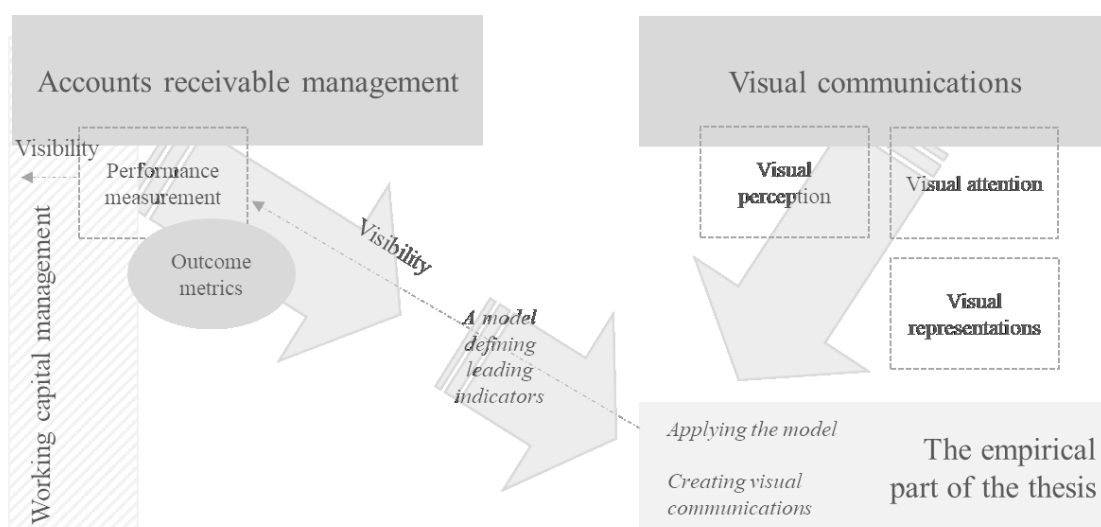 Accounts receivable management
Visual communications
Visibility
Performance
measurement
Outcome
metrics
Working capital management
Visibility
A model
defining
leading
indicators
Visual
perception
Visual attention
Visual
representations
Applying the model
Creating visual
communications
The empirical
part of the thesis